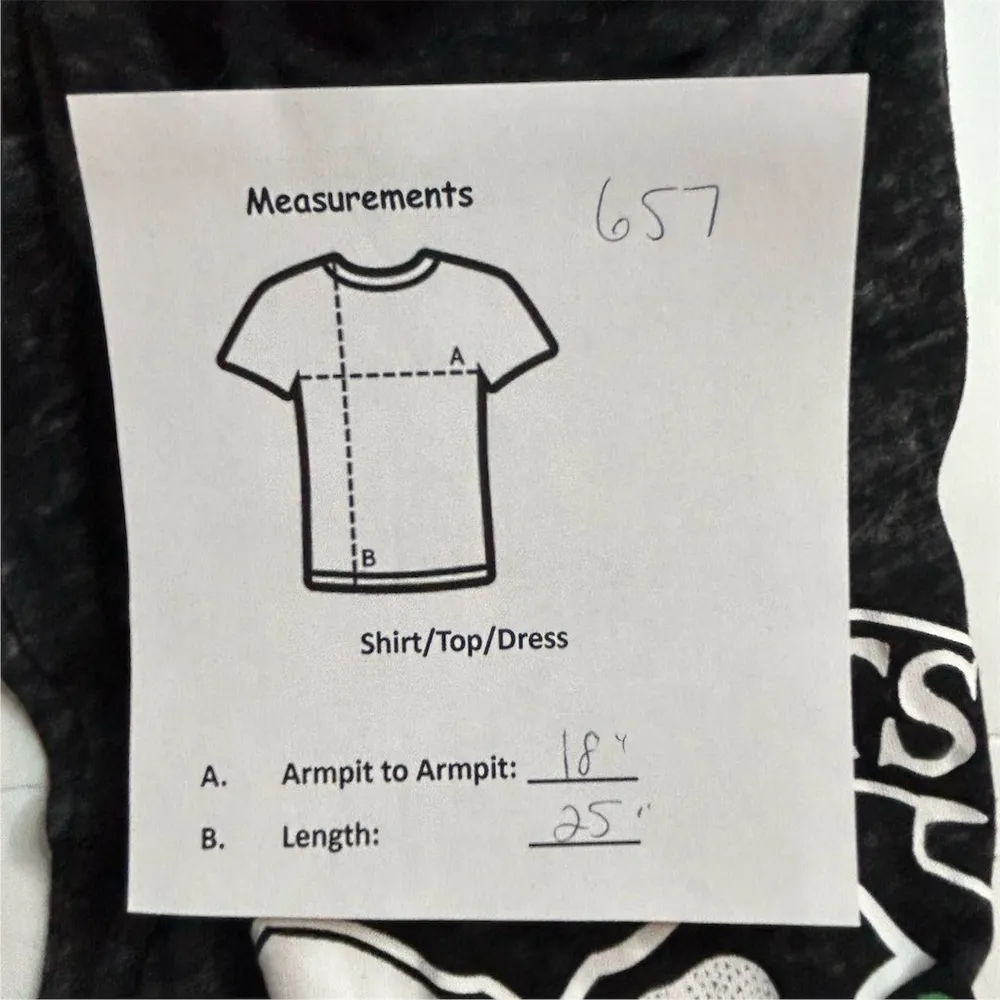 Measurements 657
A
B
Shirt/Top/Dress
A. Armpit to Armpit: 18"
B. Length: 25"
S